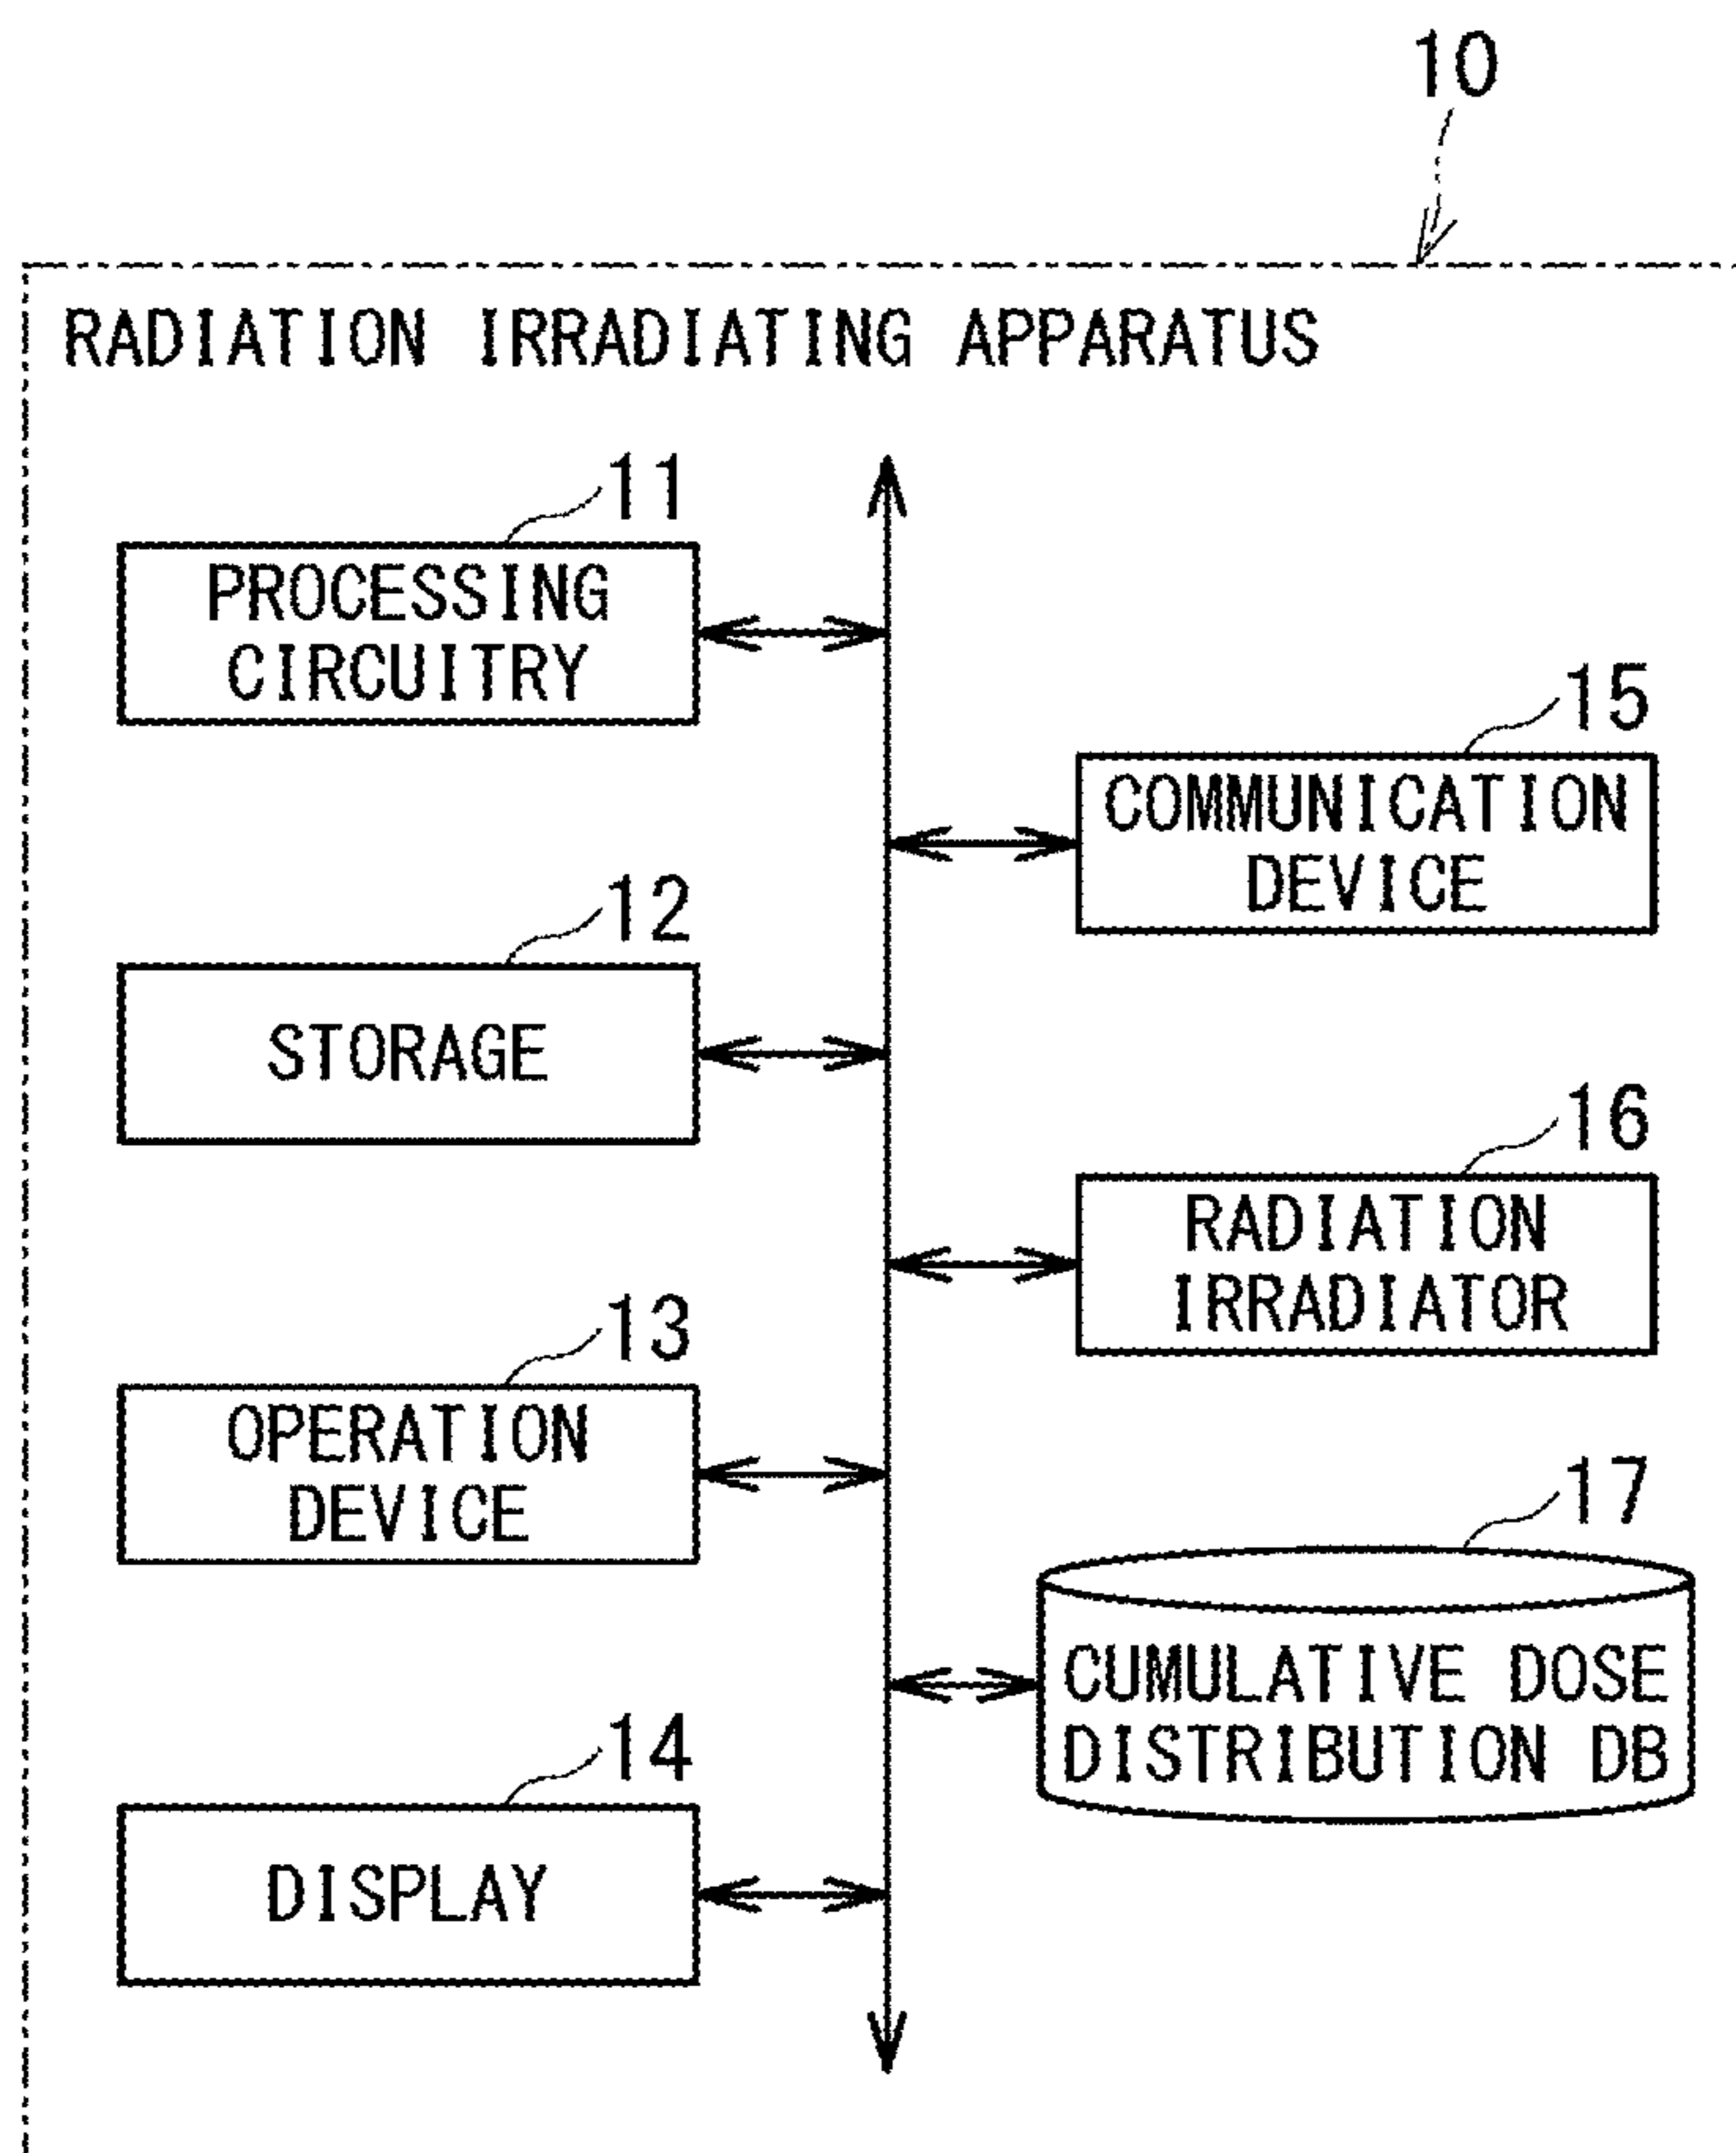 10
RADIATION IRRADIATING APPARATUS
11
PROCESSING
CIRCUITRY
15
COMMUNICATION
DEVICE
12
STORAGE
16
RADIATION
IRRADIATOR
13
OPERATION
DEVICE
17
CUMULATIVE DOSE
DISTRIBUTION DB
14
DISPLAY